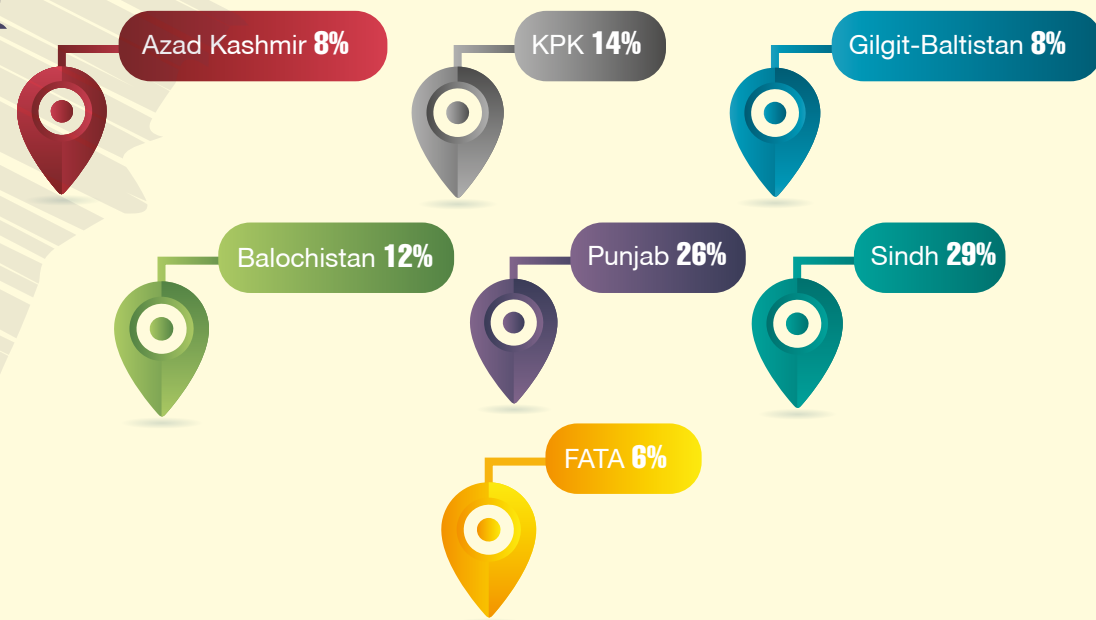 Azad Kashmir 8%
KPK 14%
Gilgit-Baltistan 8%
Balochistan 12%
Punjab 26%
Sindh 29%
FATA 6%